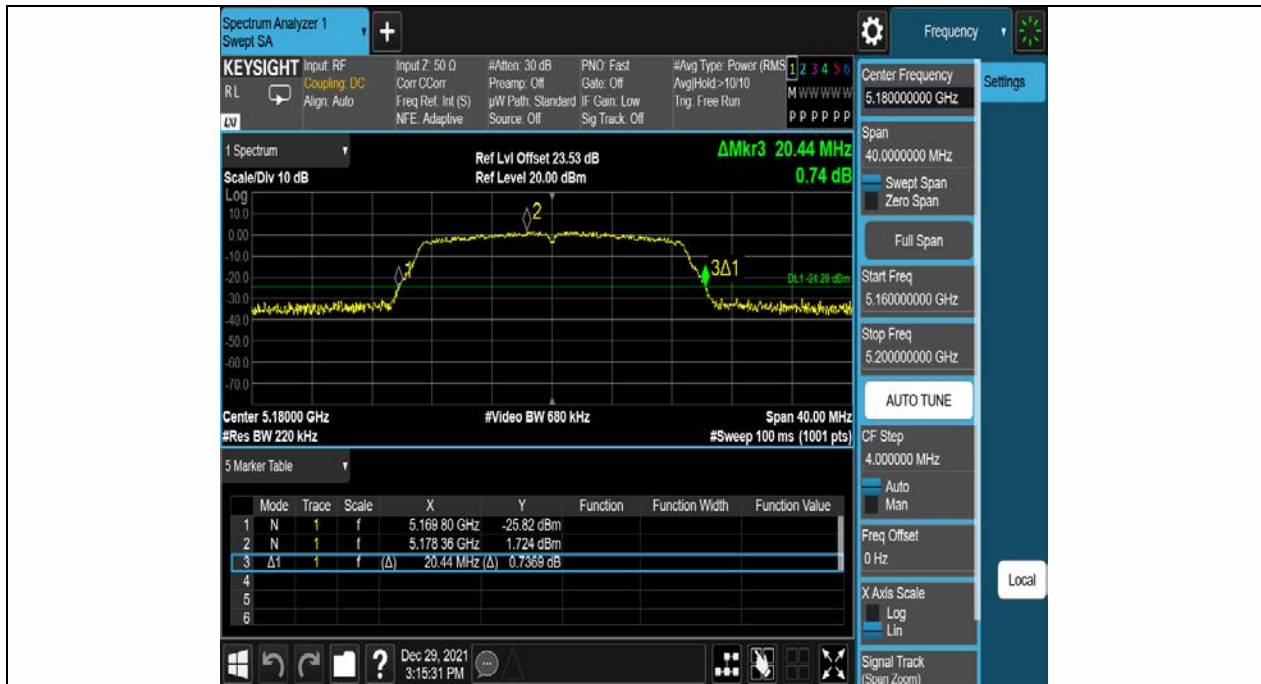 Spectrum Analyzer 1
Swept SA
+
Frequency
KEYSIGHT
RL
LXI
Input: RF
Coupling: DC
Align: Auto
Input Z: 50 Ω
Corr CCorr
Freq Ref: Int (S)
NFE: Adaptive
#Atten: 30 dB
Preamp: Off
µW Path: Standard
Source: Off
PNO: Fast
Gate: Off
IF Gain: Low
Sig Track: Off
#Avg Type: Power (RMS
Avg|Hold:>10/10
Trig: Free Run
1 2 3 4 5 6
M W W W W W
P P P P P P
1 Spectrum
Scale/Div 10 dB
Ref Lvl Offset 23.53 dB
Ref Level 20.00 dBm
ΔMkr3 20.44 MHz
0.74 dB
Log
10.0
0.00
-10.0
-20.0
-30.0
-40.0
-50.0
-60.0
-70.0
2
1
3Δ1
DL1 -24.28 dBm
Center 5.18000 GHz
#Video BW 680 kHz
Span 40.00 MHz
#Res BW 220 kHz
#Sweep 100 ms (1001 pts)
5 Marker Table
Mode Trace Scale X Y Function Function Width Function Value
1 N 1 f 5.169 80 GHz -25.82 dBm
2 N 1 f 5.178 36 GHz 1.724 dBm
3 Δ1 1 f (Δ) 20.44 MHz (Δ) 0.7369 dB
4
5
6
Dec 29, 2021
3:15:31 PM
?
Center Frequency
5.180000000 GHz
Span
40.0000000 MHz
Swept Span
Zero Span
Full Span
Start Freq
5.160000000 GHz
Stop Freq
5.200000000 GHz
AUTO TUNE
CF Step
4.000000 MHz
Auto
Man
Freq Offset
0 Hz
X Axis Scale
Log
Lin
Signal Track
(Span Zoom)
Settings
Local